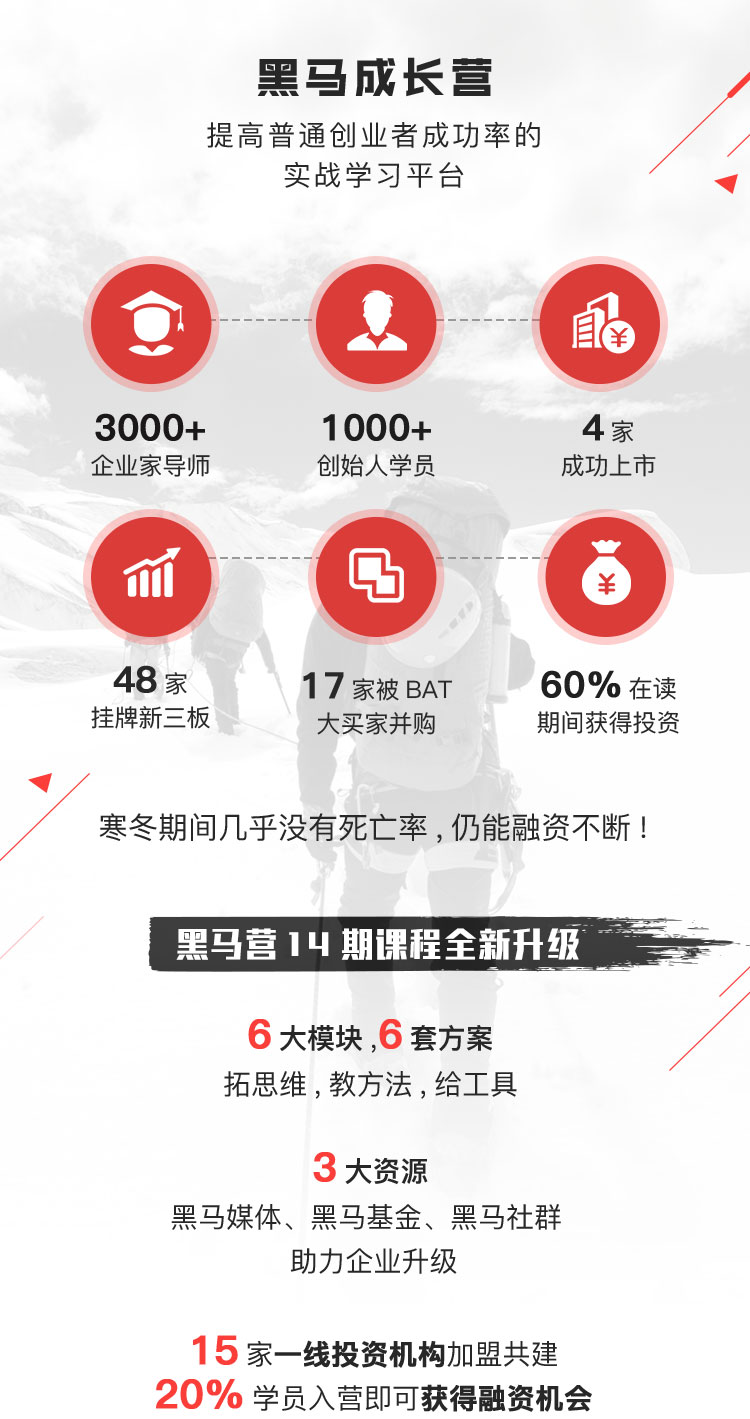 黑马成长营
提高普通创业者成功率的
实战学习平台
3000+
企业家导师
1000+
创始人学员
4 家
成功上市
48 家
挂牌新三板
17 家被 BAT
大买家并购
60% 在读
期间获得投资
寒冬期间几乎没有死亡率,仍能融资不断!
黑马营 14 期课程全新升级
6 大模块,6 套方案
拓思维,教方法,给工具
3 大资源
黑马媒体、黑马基金、黑马社群
助力企业升级
15 家一线投资机构加盟共建
20% 学员入营即可获得融资机会